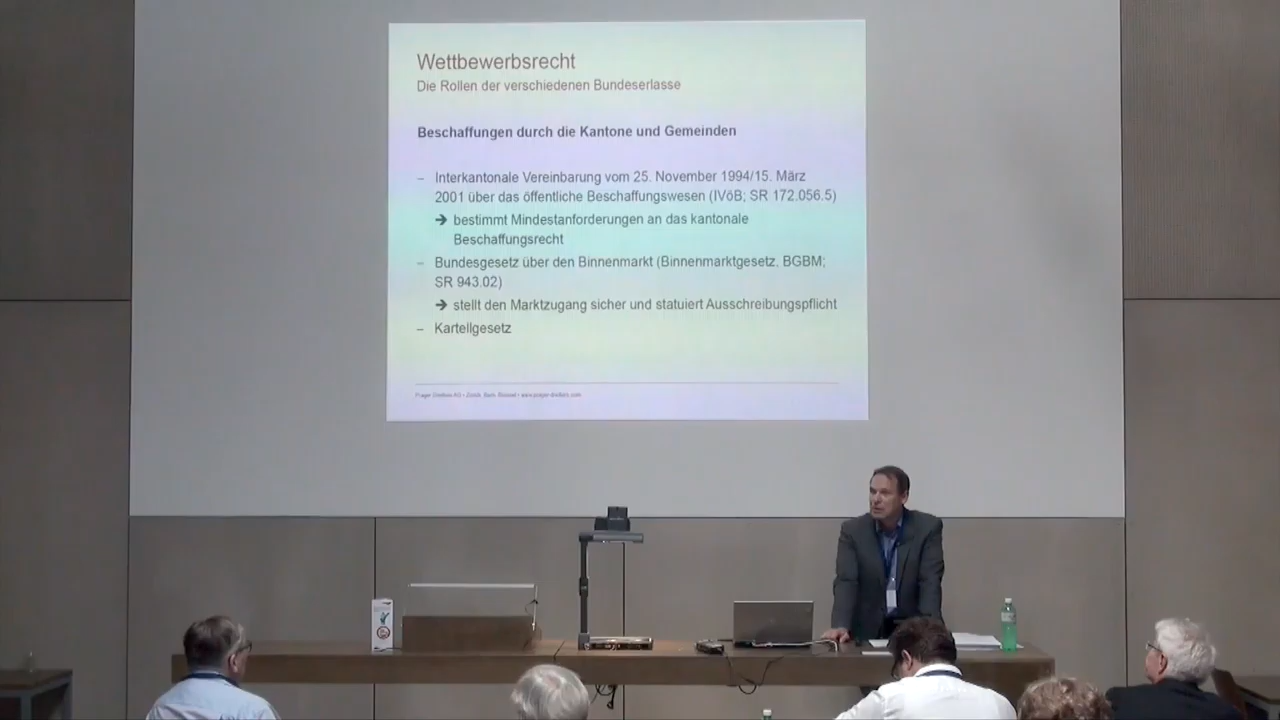 Wettbewerbsrecht
Die Rollen der verschiedenen Bundeserlasse
Beschaffungen durch die Kantone und Gemeinden
– Interkantonale Vereinbarung vom 25. November 1994/15. März
2001 über das öffentliche Beschaffungswesen (IVöB; SR 172.056.5)
➔ bestimmt Mindestanforderungen an das kantonale
Beschaffungsrecht
– Bundesgesetz über den Binnenmarkt (Binnenmarktgesetz, BGBM;
SR 943.02)
➔ stellt den Marktzugang sicher und statuiert Ausschreibungspflicht
– Kartellgesetz